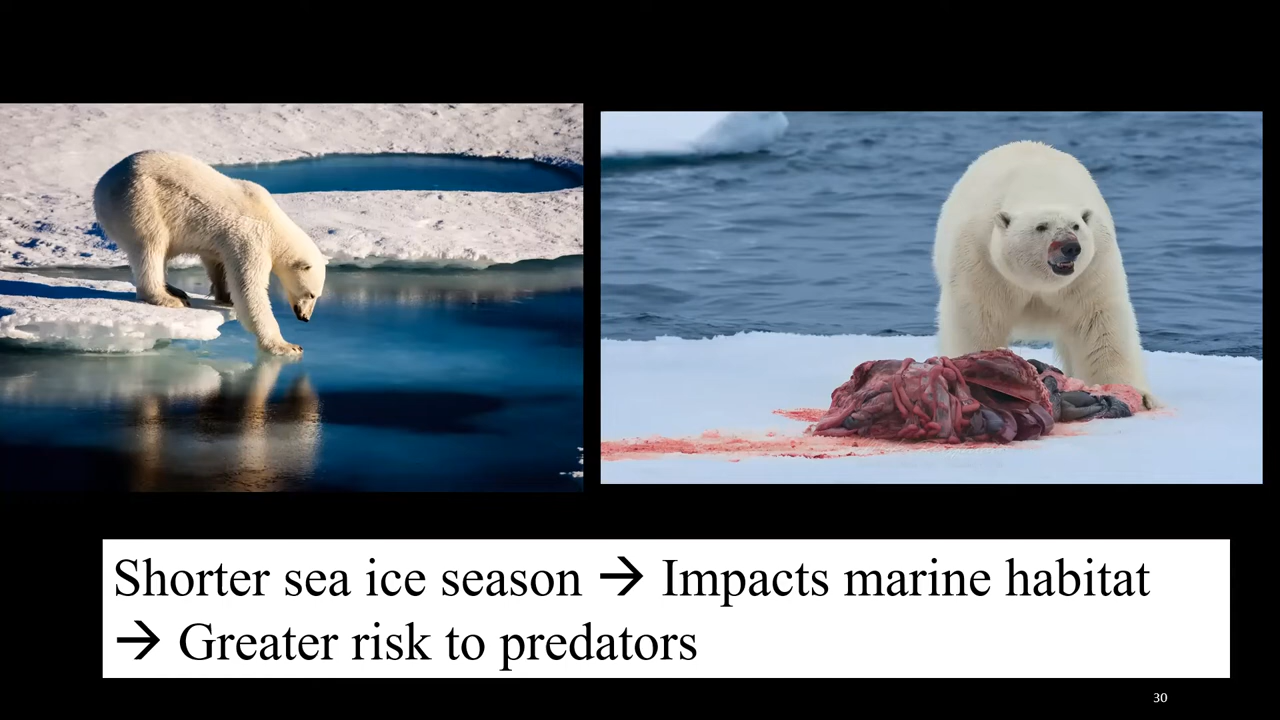 Shorter sea ice season → Impacts marine habitat
→ Greater risk to predators
30